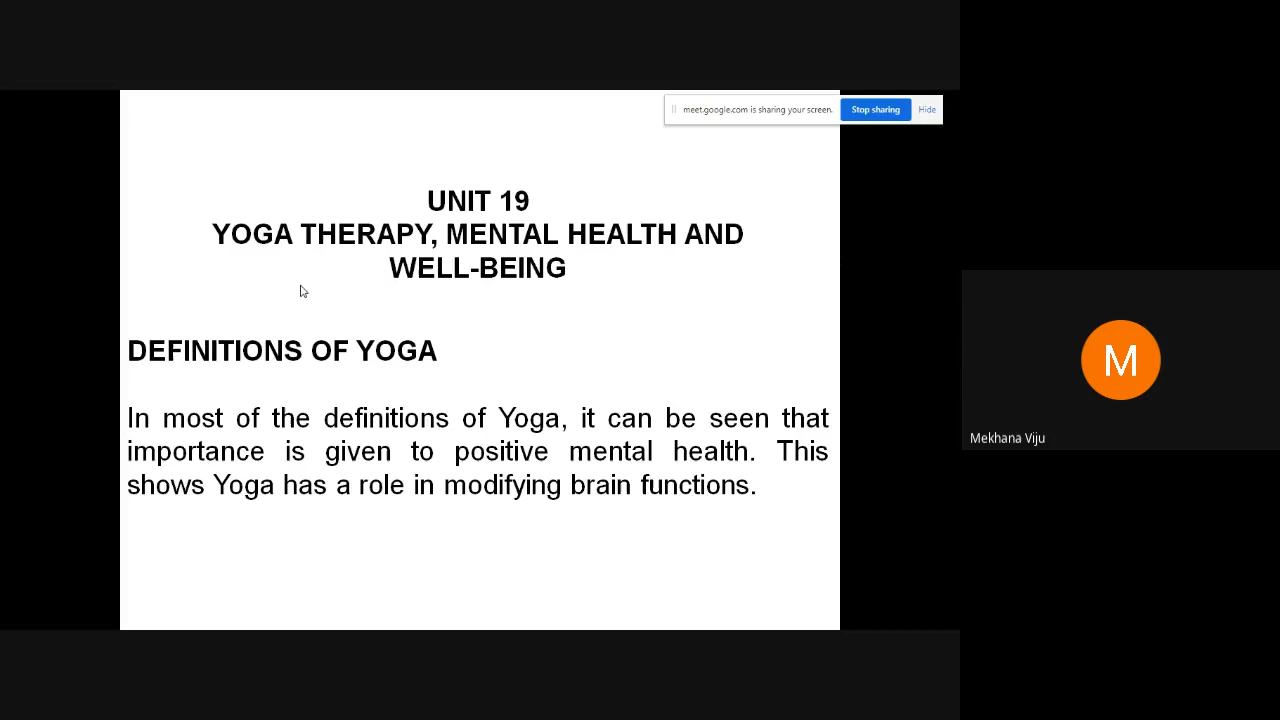 meet.google.com is sharing your screen.
Stop sharing
Hide
UNIT 19
YOGA THERAPY, MENTAL HEALTH AND
WELL-BEING
DEFINITIONS OF YOGA
In most of the definitions of Yoga, it can be seen that
importance is given to positive mental health. This
shows Yoga has a role in modifying brain functions.
M
Mekhana Viju